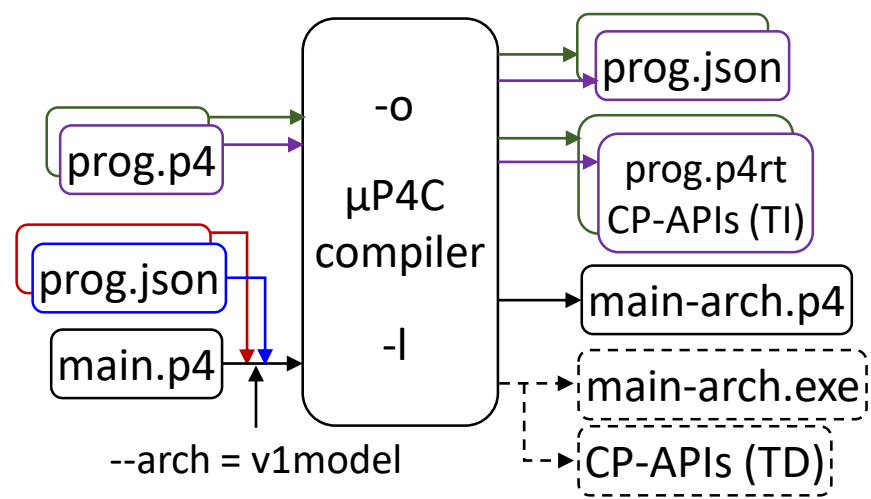 prog.p4
prog.json
main.p4
--arch = v1model
-o
μP4C
compiler
-l
prog.json
prog.p4rt
CP-APIs (TI)
main-arch.p4
main-arch.exe
CP-APIs (TD)